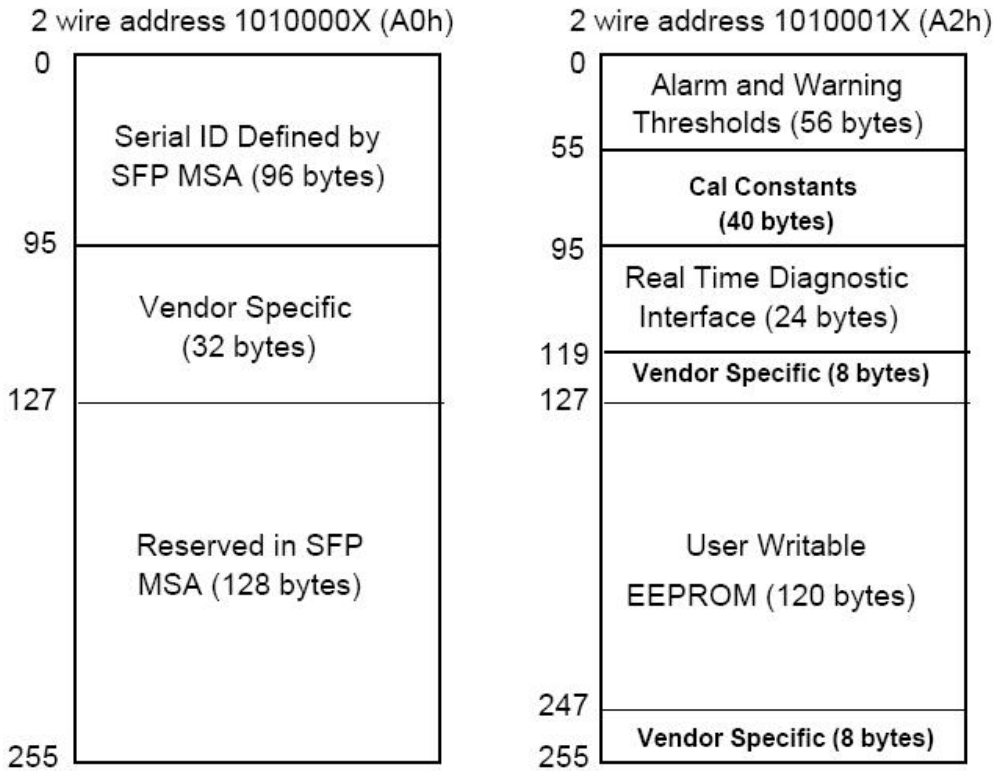 2 wire address 1010000X (A0h)
0
Serial ID Defined by
SFP MSA (96 bytes)
95
Vendor Specific
(32 bytes)
127
Reserved in SFP
MSA (128 bytes)
255
2 wire address 1010001X (A2h)
0
Alarm and Warning
Thresholds (56 bytes)
55
Cal Constants
(40 bytes)
95
Real Time Diagnostic
Interface (24 bytes)
119
Vendor Specific (8 bytes)
127
User Writable
EEPROM (120 bytes)
247
Vendor Specific (8 bytes)
255